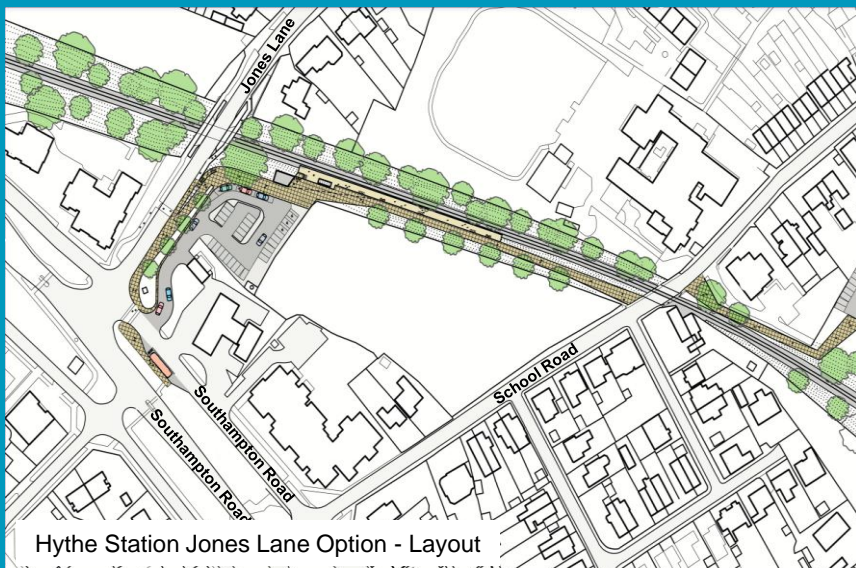 Jones Lane
School Road
Southampton Road
Southampton Road
Hythe Station Jones Lane Option - Layout